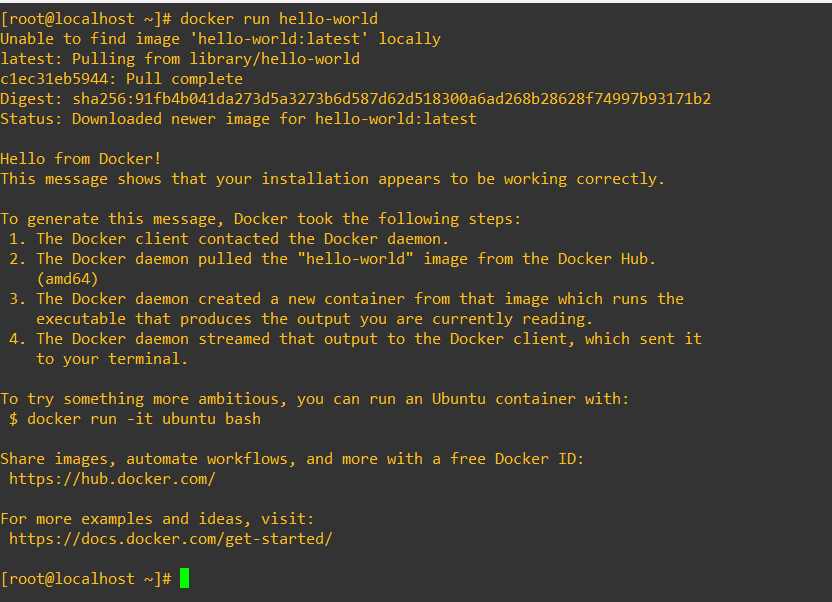 [root@localhost ~]# docker run hello-world
Unable to find image 'hello-world:latest' locally
latest: Pulling from library/hello-world
c1ec31eb5944: Pull complete
Digest: sha256:91fb4b041da273d5a3273b6d587d62d518300a6ad268b28628f74997b93171b2
Status: Downloaded newer image for hello-world:latest

Hello from Docker!
This message shows that your installation appears to be working correctly.

To generate this message, Docker took the following steps:
 1. The Docker client contacted the Docker daemon.
 2. The Docker daemon pulled the "hello-world" image from the Docker Hub.
    (amd64)
 3. The Docker daemon created a new container from that image which runs the
    executable that produces the output you are currently reading.
 4. The Docker daemon streamed that output to the Docker client, which sent it
    to your terminal.

To try something more ambitious, you can run an Ubuntu container with:
 $ docker run -it ubuntu bash

Share images, automate workflows, and more with a free Docker ID:
 https://hub.docker.com/

For more examples and ideas, visit:
 https://docs.docker.com/get-started/

[root@localhost ~]#